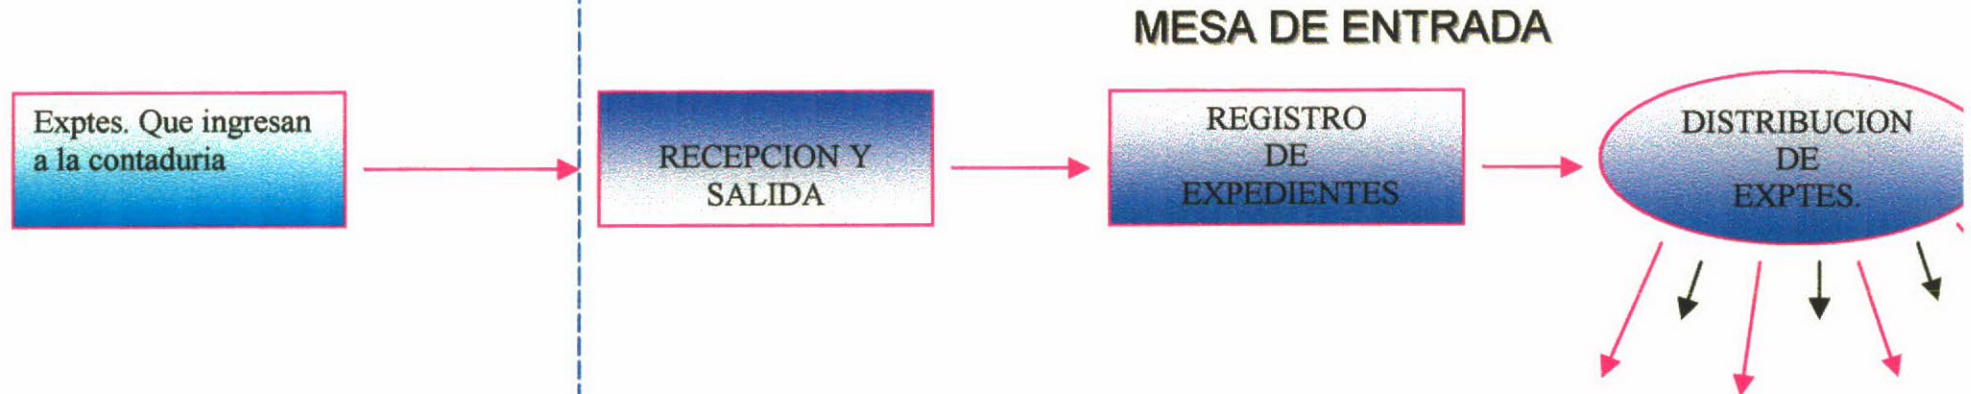 MESA DE ENTRADA
Exptes. Que ingresan
a la contaduria
RECEPCION Y
SALIDA
REGISTRO
DE
EXPEDIENTES
DISTRIBUCION
DE
EXPTES.